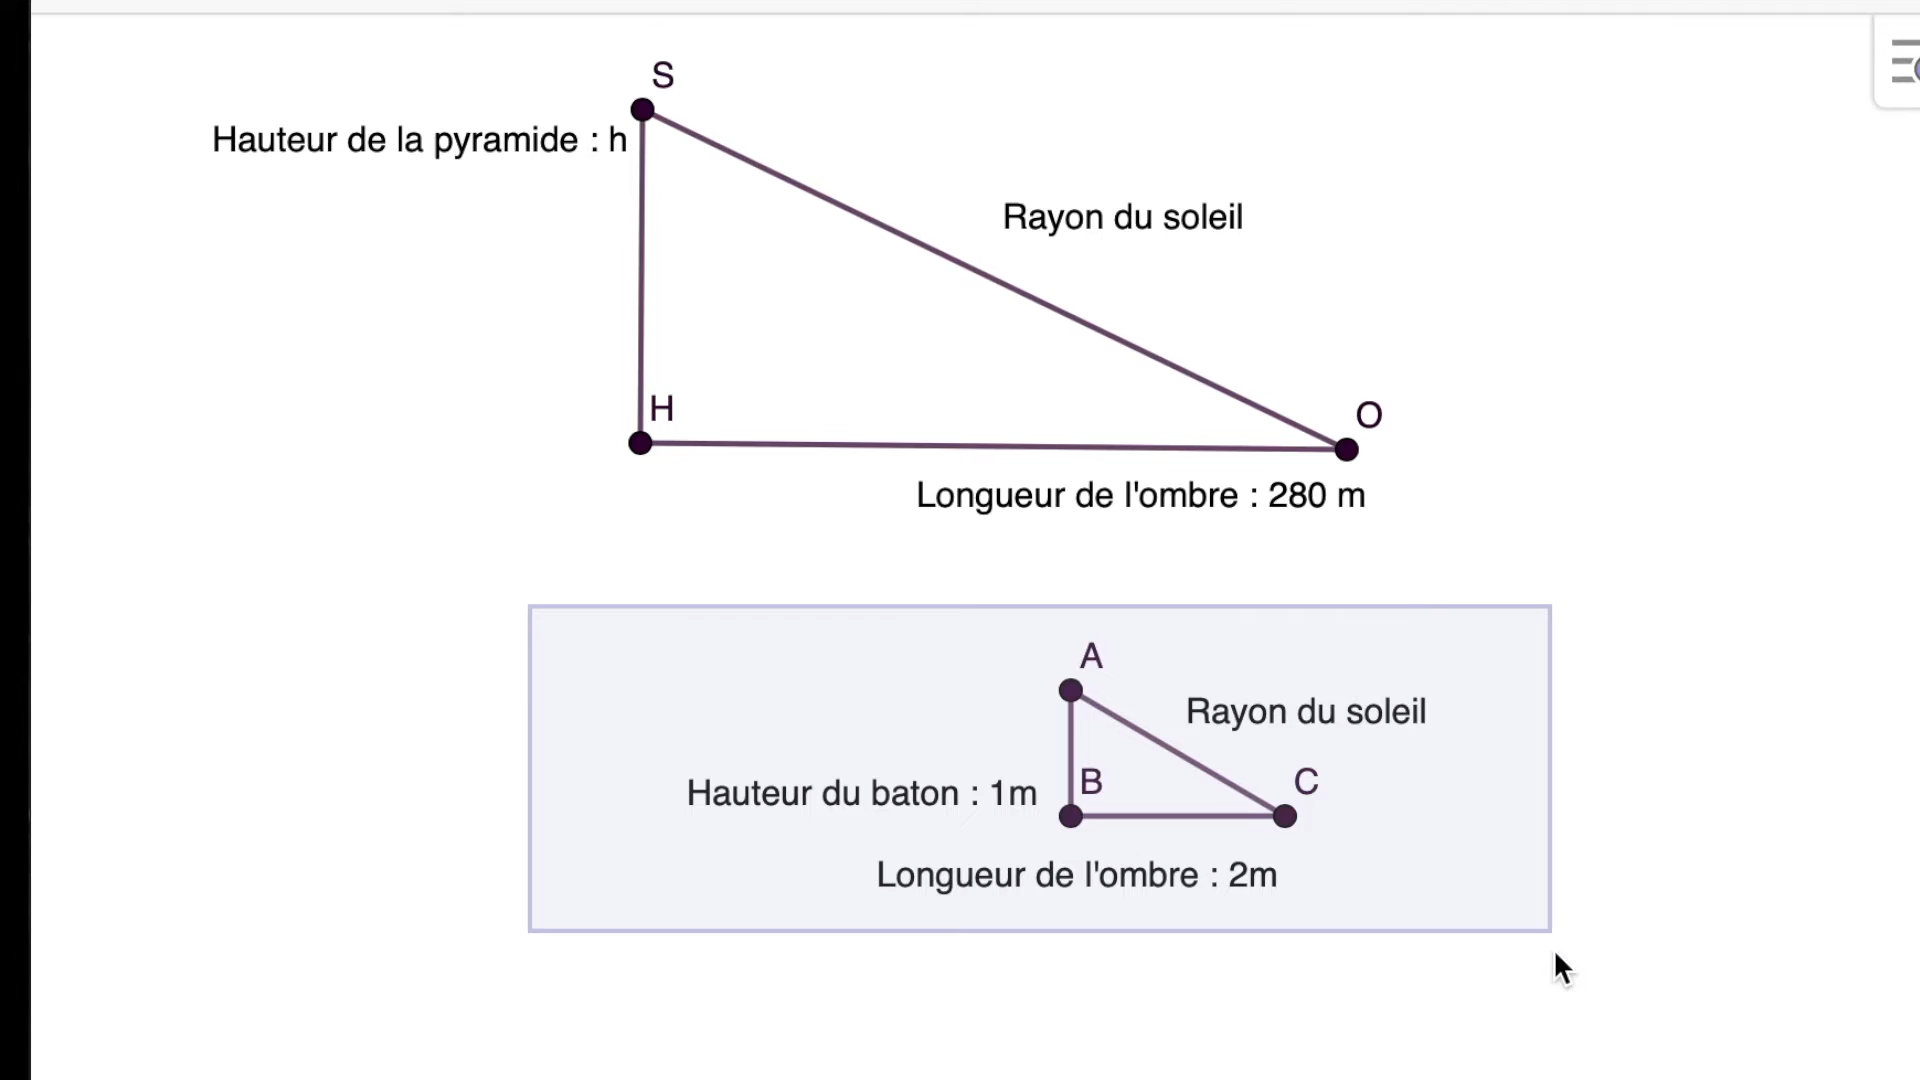 S
Hauteur de la pyramide : h
Rayon du soleil
H
O
Longueur de l'ombre : 280 m
A
Rayon du soleil
B
C
Hauteur du baton : 1m
Longueur de l'ombre : 2m